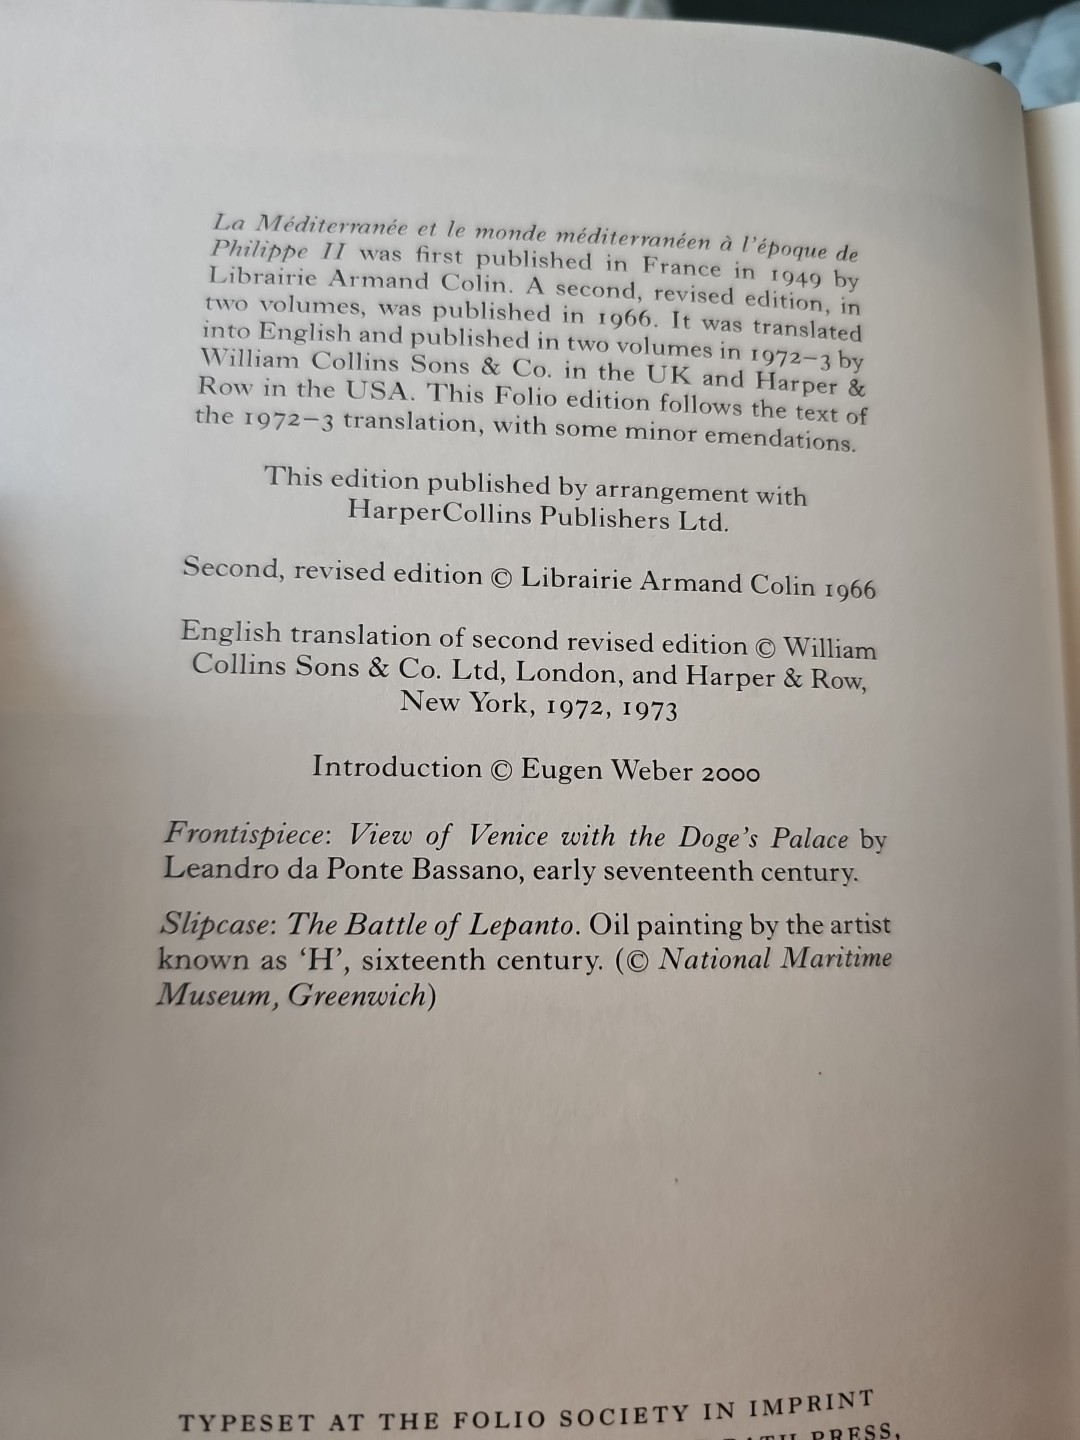 La Méditerranée et le monde méditerranéen à l'époque de
Philippe II was first published in France in 1949 by
Librairie Armand Colin. A second, revised edition, in
two volumes, was published in 1966. It was translated
into English and published in two volumes in 1972–3 by
William Collins Sons & Co. in the UK and Harper &
Row in the USA. This Folio edition follows the text of
the 1972–3 translation, with some minor emendations.
This edition published by arrangement with
HarperCollins Publishers Ltd.
Second, revised edition © Librairie Armand Colin 1966
English translation of second revised edition © William
Collins Sons & Co. Ltd, London, and Harper & Row,
New York, 1972, 1973
Introduction © Eugen Weber 2000
Frontispiece: View of Venice with the Doge's Palace by
Leandro da Ponte Bassano, early seventeenth century.
Slipcase: The Battle of Lepanto. Oil painting by the artist
known as 'H', sixteenth century. (© National Maritime
Museum, Greenwich)
TYPESET AT THE FOLIO SOCIETY IN IMPRINT
PRESS,